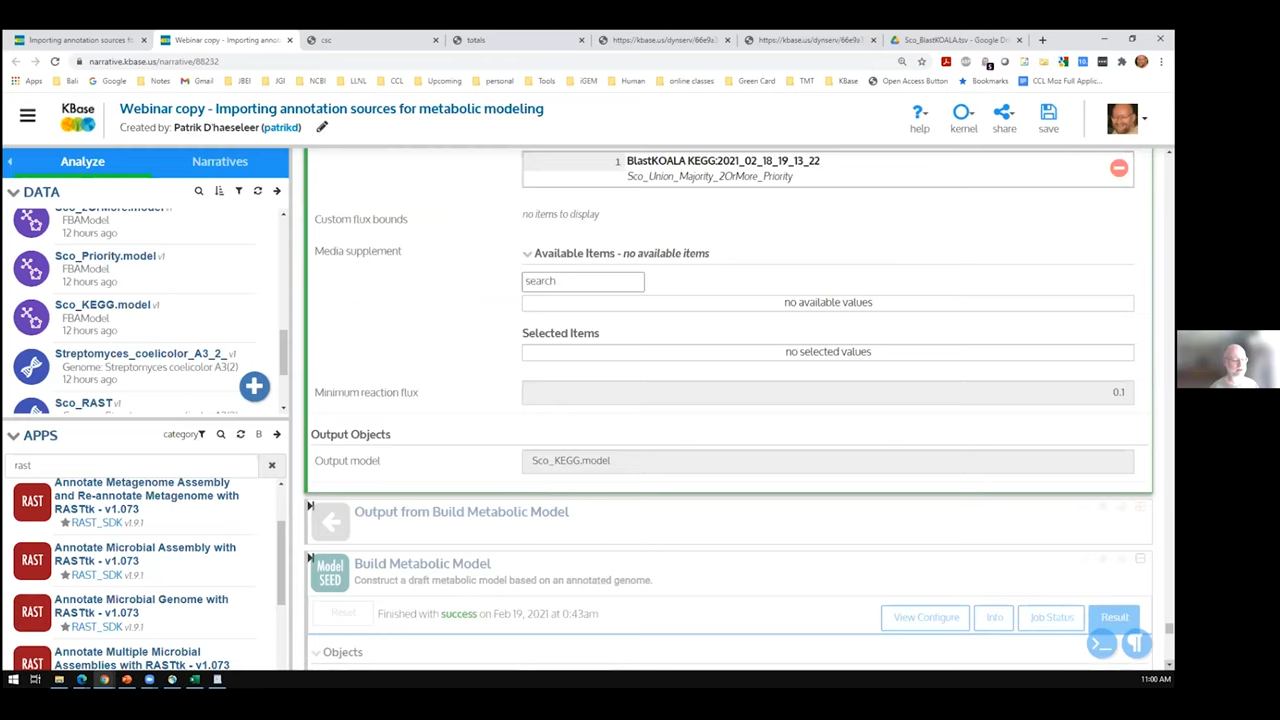 Importing annotation sources f
Webinar copy - Importing annot
csc
totals
https://kbase.us/dynserv/66e9a3
https://kbase.us/dynserv/66e9a3
Sco_BlastKOALA.tsv - Google Dri
narrative.kbase.us/narrative/88232
Apps
Bali
Google
Notes
Gmail
JBEI
JGI
NCBI
LLNL
CCL
Upcoming
personal
Tools
iGEM
Human
online classes
Green Card
TMT
KBase
Open Access Button
Bookmarks
CCL Moz Full Applic...
KBase
Webinar copy - Importing annotation sources for metabolic modeling
Created by: Patrik D'haeseleer (patrikd)
help
kernel
share
save
Analyze
Narratives
DATA
FBAModel
12 hours ago
Sco_Priority.model v1
FBAModel
12 hours ago
Sco_KEGG.model v1
FBAModel
12 hours ago
Streptomyces_coelicolor_A3_2_ v1
Genome: Streptomyces coelicolor A3(2)
12 hours ago
Sco_RAST v1
APPS
category
B
rast
Annotate Metagenome Assembly
and Re-annotate Metagenome with
RASTtk - v1.073
RAST
RAST_SDK v1.9.1
Annotate Microbial Assembly with
RASTtk - v1.073
RAST
RAST_SDK v1.9.1
Annotate Microbial Genome with
RASTtk - v1.073
RAST
RAST_SDK v1.9.1
Annotate Multiple Microbial
Assemblies with RASTtk - v1.073
RAST
1 BlastKOALA KEGG:2021_02_18_19_13_22
Sco_Union_Majority_2OrMore_Priority
Custom flux bounds
no items to display
Media supplement
Available Items - no available items
search
no available values
Selected Items
no selected values
Minimum reaction flux
0.1
Output Objects
Output model
Sco_KEGG.model
Output from Build Metabolic Model
Model
SEED
Build Metabolic Model
Construct a draft metabolic model based on an annotated genome.
Reset
Finished with success on Feb 19, 2021 at 0:43am
View Configure
Info
Job Status
Result
Objects
11:00 AM